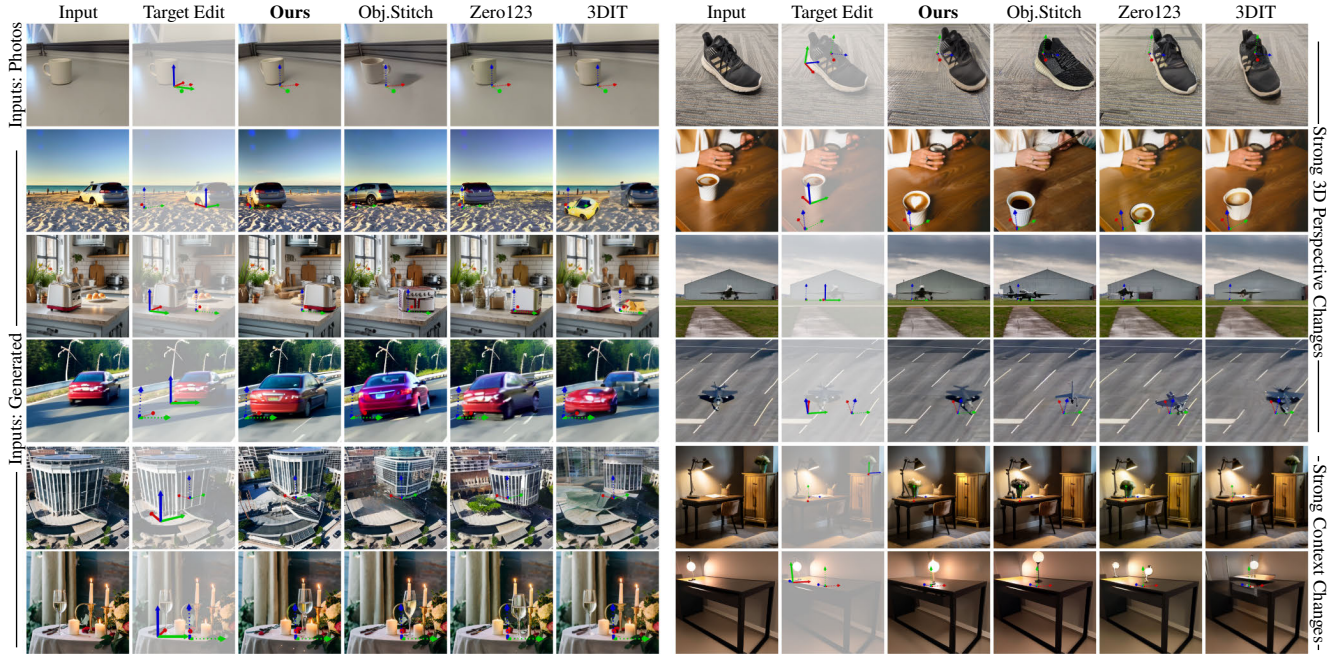 Input Target Edit Ours Obj.Stitch Zero123 3DIT
Input Target Edit Ours Obj.Stitch Zero123 3DIT
Inputs: Photos
Inputs: Generated
Strong 3D Perspective Changes
- Strong Context Changes-